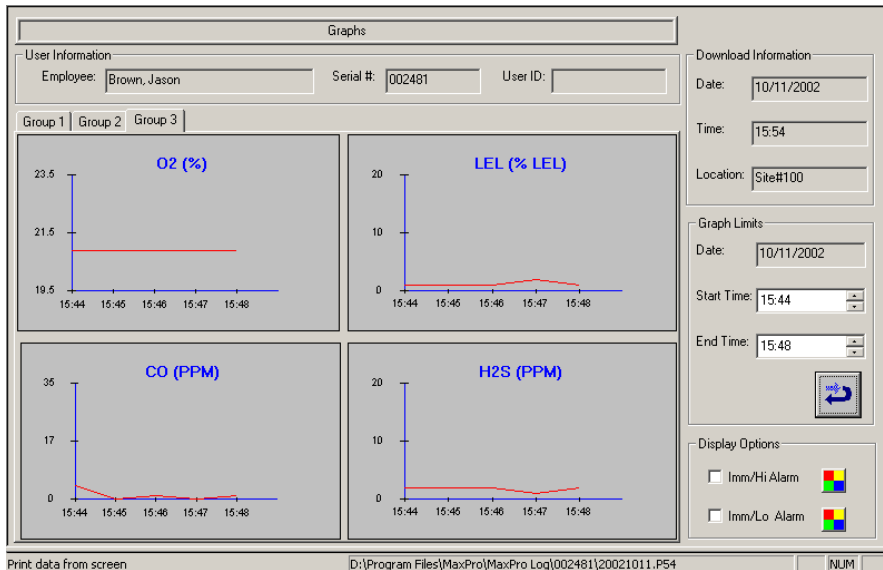 Graphs
User Information
Employee: Brown, Jason Serial #: 002481 User ID:
Download Information
Date: 10/11/2002
Time: 15:54
Location: Site#100
Group 1 Group 2 Group 3
O2 (%)
23.5
21.5
19.5
15:44 15:45 15:46 15:47 15:48
LEL (% LEL)
20
10
0
15:44 15:45 15:46 15:47 15:48
CO (PPM)
35
17
0
15:44 15:45 15:46 15:47 15:48
H2S (PPM)
20
10
0
15:44 15:45 15:46 15:47 15:48
Graph Limits
Date: 10/11/2002
Start Time: 15:44
End Time: 15:48
Display Options
Imm/Hi Alarm
Imm/Lo Alarm
Print data from screen D:\Program Files\MaxPro\MaxPro Log\002481\20021011.P54 NUM